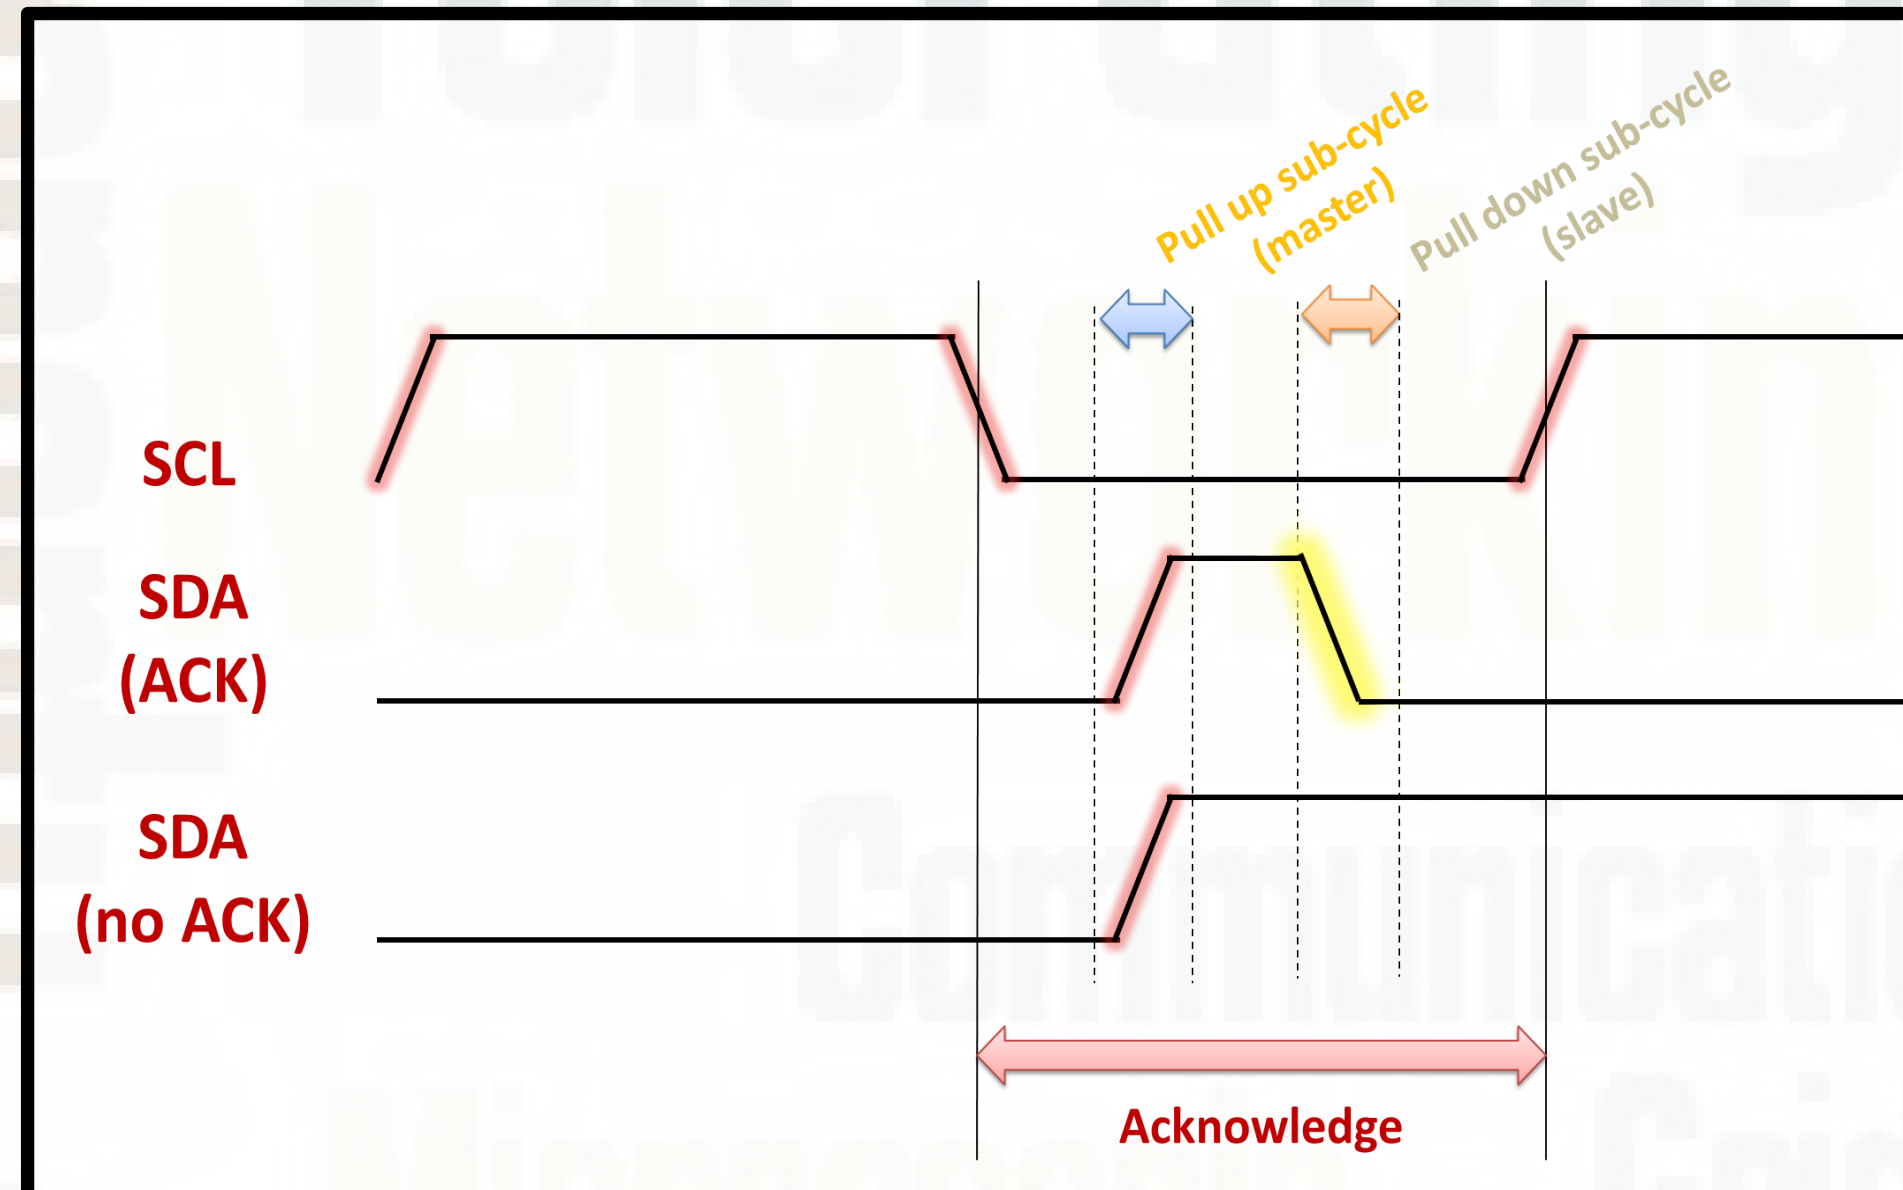 Pull up sub-cycle
(master)
Pull down sub-cycle
(slave)
SCL
SDA
(ACK)
SDA
(no ACK)
Acknowledge